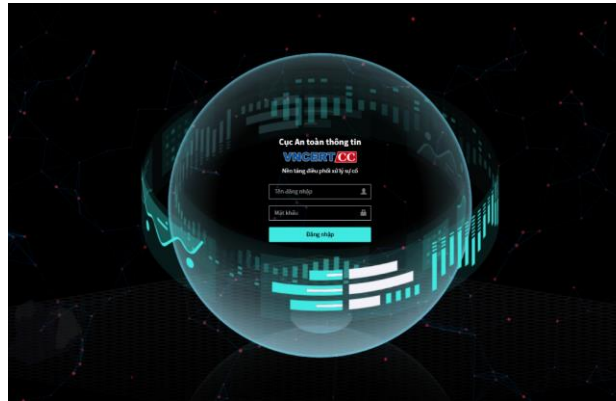 Cục An toàn thông tin
VNCERT/CC
Nền tảng điều phối xử lý sự cố
Tên đăng nhập
Mật khẩu
Đăng nhập